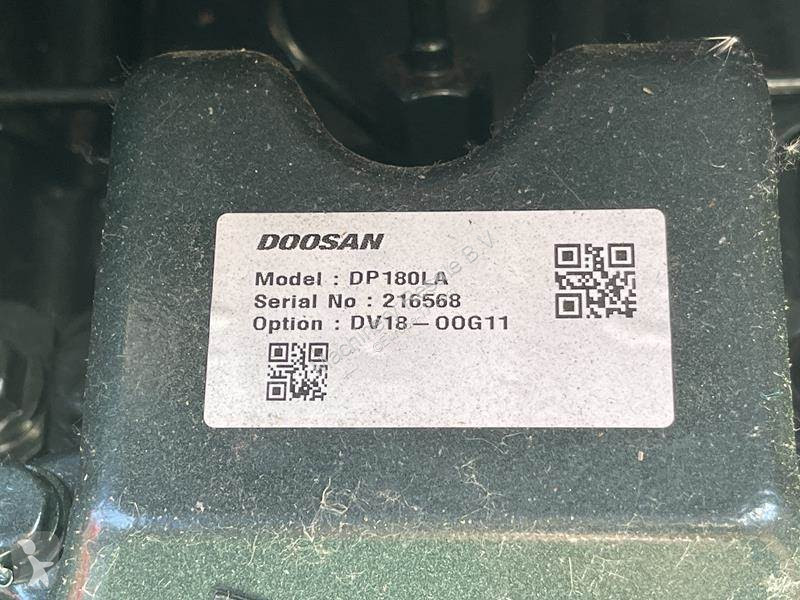 DOOSAN
Model : DP180LA
Serial No : 216568
Option : DV18-00G11